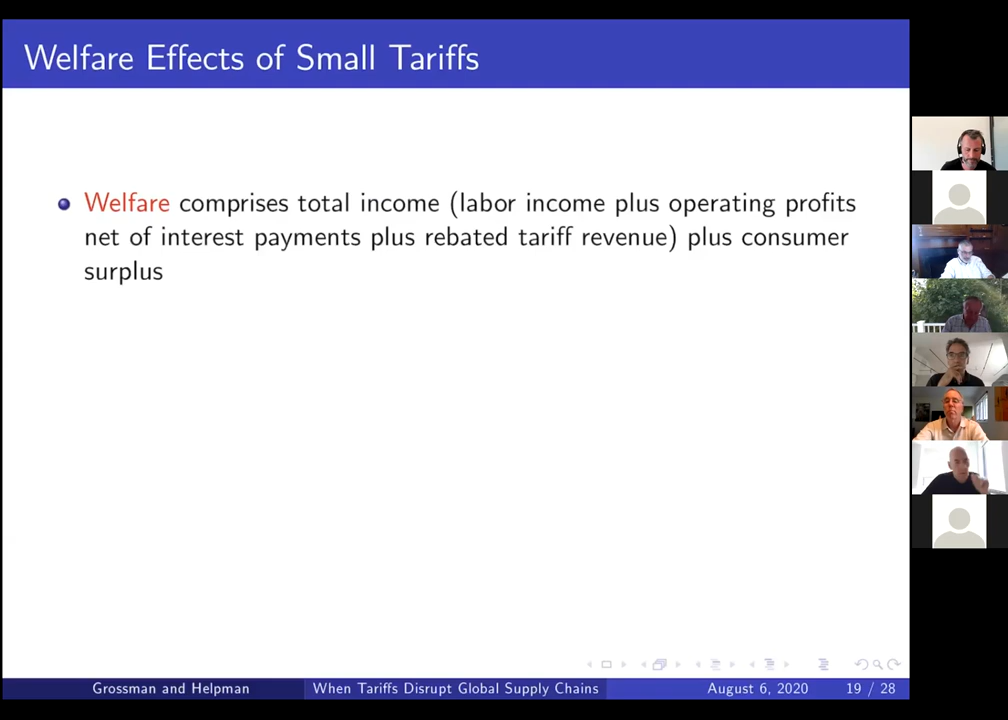 Welfare Effects of Small Tariffs
Welfare comprises total income (labor income plus operating profits
net of interest payments plus rebated tariff revenue) plus consumer
surplus
Grossman and Helpman
When Tariffs Disrupt Global Supply Chains
August 6, 2020
19 / 28